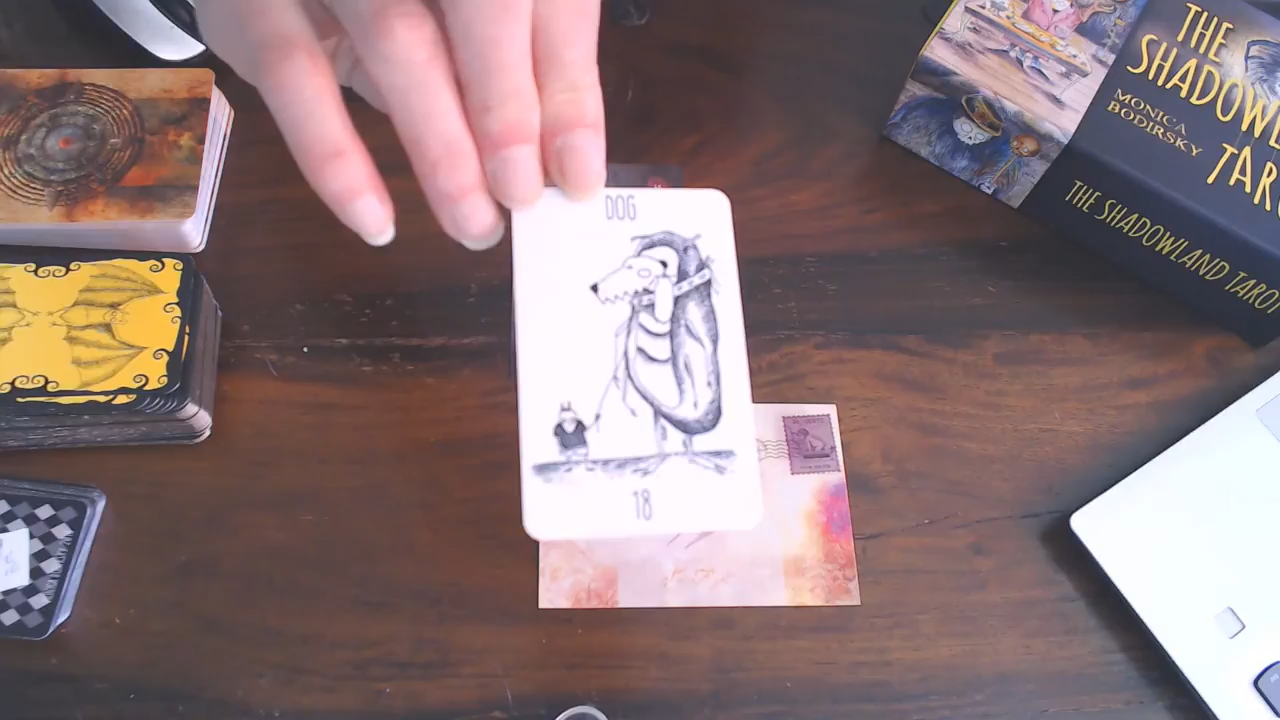 DOG
18
THE
SHADOWL
MONICA
BODIRSKY
TAR
THE SHADOWLAND TAROT